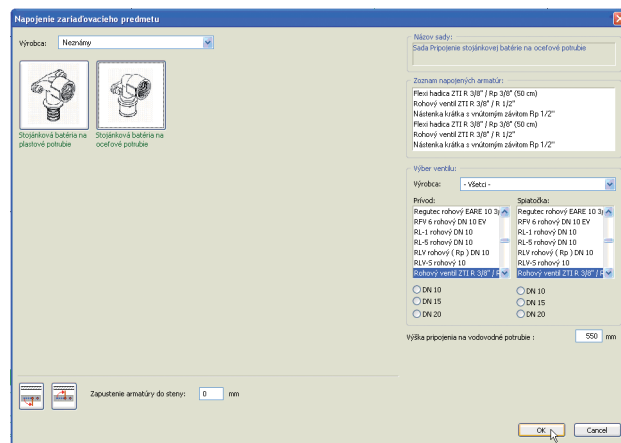 Napojenie zariaďovacieho predmetu
Výrobca: Neznámy
Stojánková batéria na plastové potrubie
Stojánková batéria na oceľové potrubie
Zapustenie armatúry do steny: 0 mm
Názov sady:
Sada Pripojenie stojánkovej batérie na oceľové potrubie
Zoznam napojených armatúr:
Flexi hadica ZTI R 3/8" / Rp 3/8" (50 cm)
Rohový ventil ZTI R 3/8" / R 1/2"
Nástenka krátka s vnútorným závitom Rp 1/2"
Flexi hadica ZTI R 3/8" / Rp 3/8" (50 cm)
Rohový ventil ZTI R 3/8" / R 1/2"
Nástenka krátka s vnútorným závitom Rp 1/2"
Výber ventilu:
Výrobca: - Všetci -
Prívod: Spiatočka:
Regutec rohový EARE 10 Regutec rohový EARE 10
RFV 6 rohový DN 10 EV RFV 6 rohový DN 10 EV
RL-1 rohový DN 10 RL-1 rohový DN 10
RL-5 rohový DN 10 RL-5 rohový DN 10
RLV rohový ( Rp ) DN 10 RLV rohový ( Rp ) DN 10
RLV-S rohový 10 RLV-S rohový 10
Rohový ventil ZTI R 3/8" / Rohový ventil ZTI R 3/8" /
DN 10 DN 10
DN 15 DN 15
DN 20 DN 20
Výška pripojenia na vodovodné potrubie : 550 mm
OK Cancel